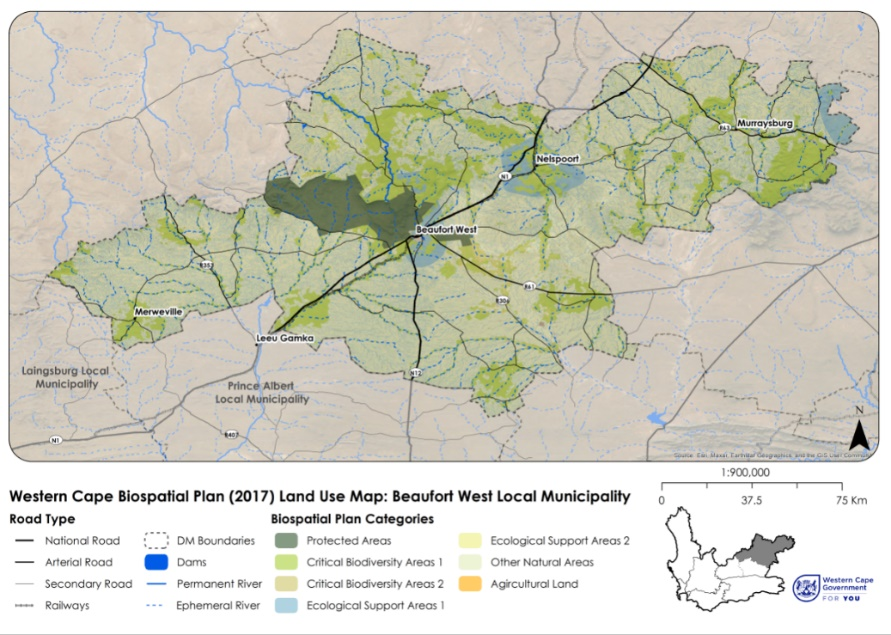 Murraysburg
R63
Nelspoort
N1
Beaufort West
R353
R61
R306
Merweville
Leeu Gamka
N12
Laingsburg Local
Municipality
Prince Albert
Local Municipality
R407
N1
N
Source: Esri, Maxar, Earthstar Geographics, and the GIS User Community
1:900,000
0 37.5 75 Km
Western Cape Biospatial Plan (2017) Land Use Map: Beaufort West Local Municipality
Road Type
National Road
Arterial Road
Secondary Road
Railways
DM Boundaries
Dams
Permanent River
Ephemeral River
Biospatial Plan Categories
Protected Areas
Critical Biodiversity Areas 1
Critical Biodiversity Areas 2
Ecological Support Areas 1
Ecological Support Areas 2
Other Natural Areas
Agircultural Land
Western Cape
Government
FOR YOU